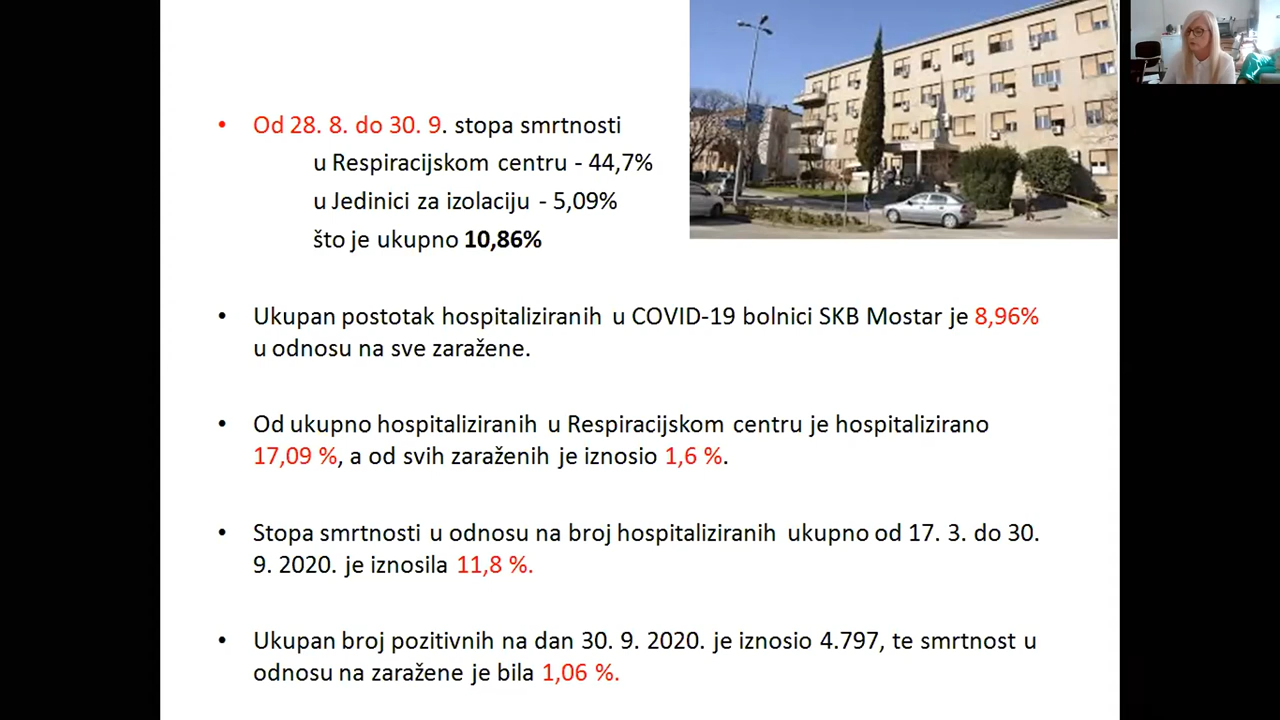 • Od 28. 8. do 30. 9. stopa smrtnosti
u Respiracijskom centru - 44,7%
u Jedinici za izolaciju - 5,09%
što je ukupno 10,86%
• Ukupan postotak hospitaliziranih u COVID-19 bolnici SKB Mostar je 8,96%
u odnosu na sve zaražene.
• Od ukupno hospitaliziranih u Respiracijskom centru je hospitalizirano
17,09 %, a od svih zaraženih je iznosio 1,6 %.
• Stopa smrtnosti u odnosu na broj hospitaliziranih ukupno od 17. 3. do 30.
9. 2020. je iznosila 11,8 %.
• Ukupan broj pozitivnih na dan 30. 9. 2020. je iznosio 4.797, te smrtnost u
odnosu na zaražene je bila 1,06 %.